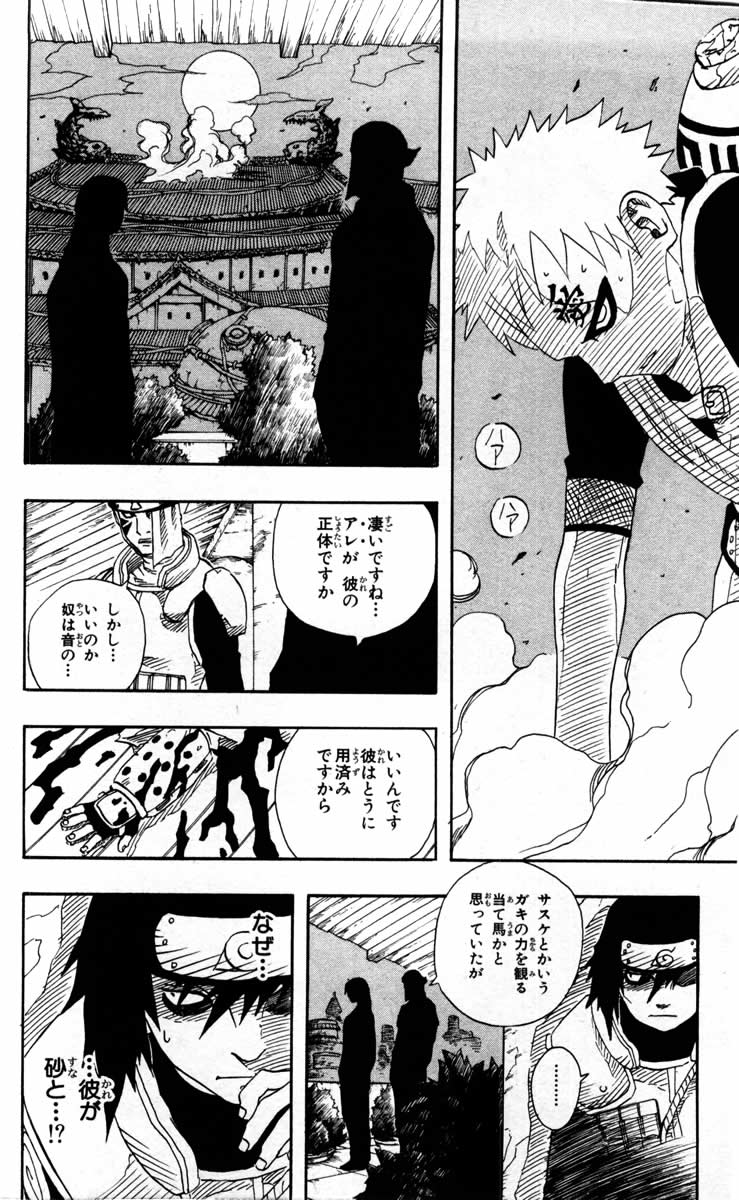 ハア
ハア
凄いですね…
アレが 彼の
正体ですか
しかし…
いいのか
奴は音の…
いいんです
彼はとうに
用済み
ですから
サスケとかいう
ガキの力を観る
当て馬かと
思っていたが
………
なぜ…
…彼が
砂と…!?